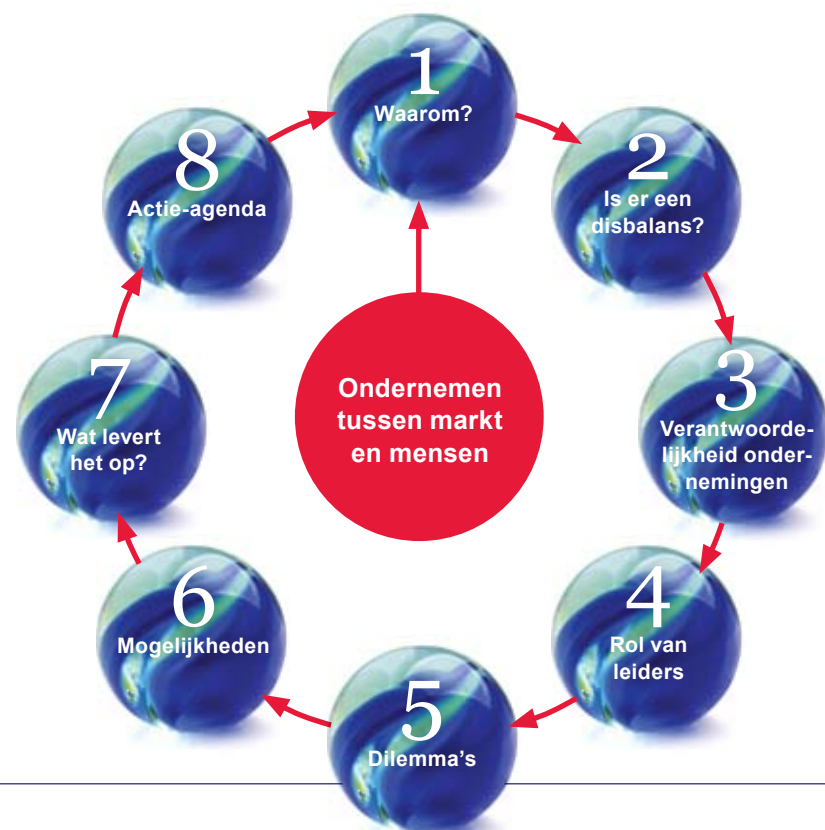 1
Waarom?
2
Is er een
disbalans?
3
Verantwoorde-
lijkheid onder-
nemingen
4
Rol van
leiders
5
Dilemma's
6
Mogelijkheden
7
Wat levert
het op?
8
Actie-agenda
Ondernemen
tussen markt
en mensen